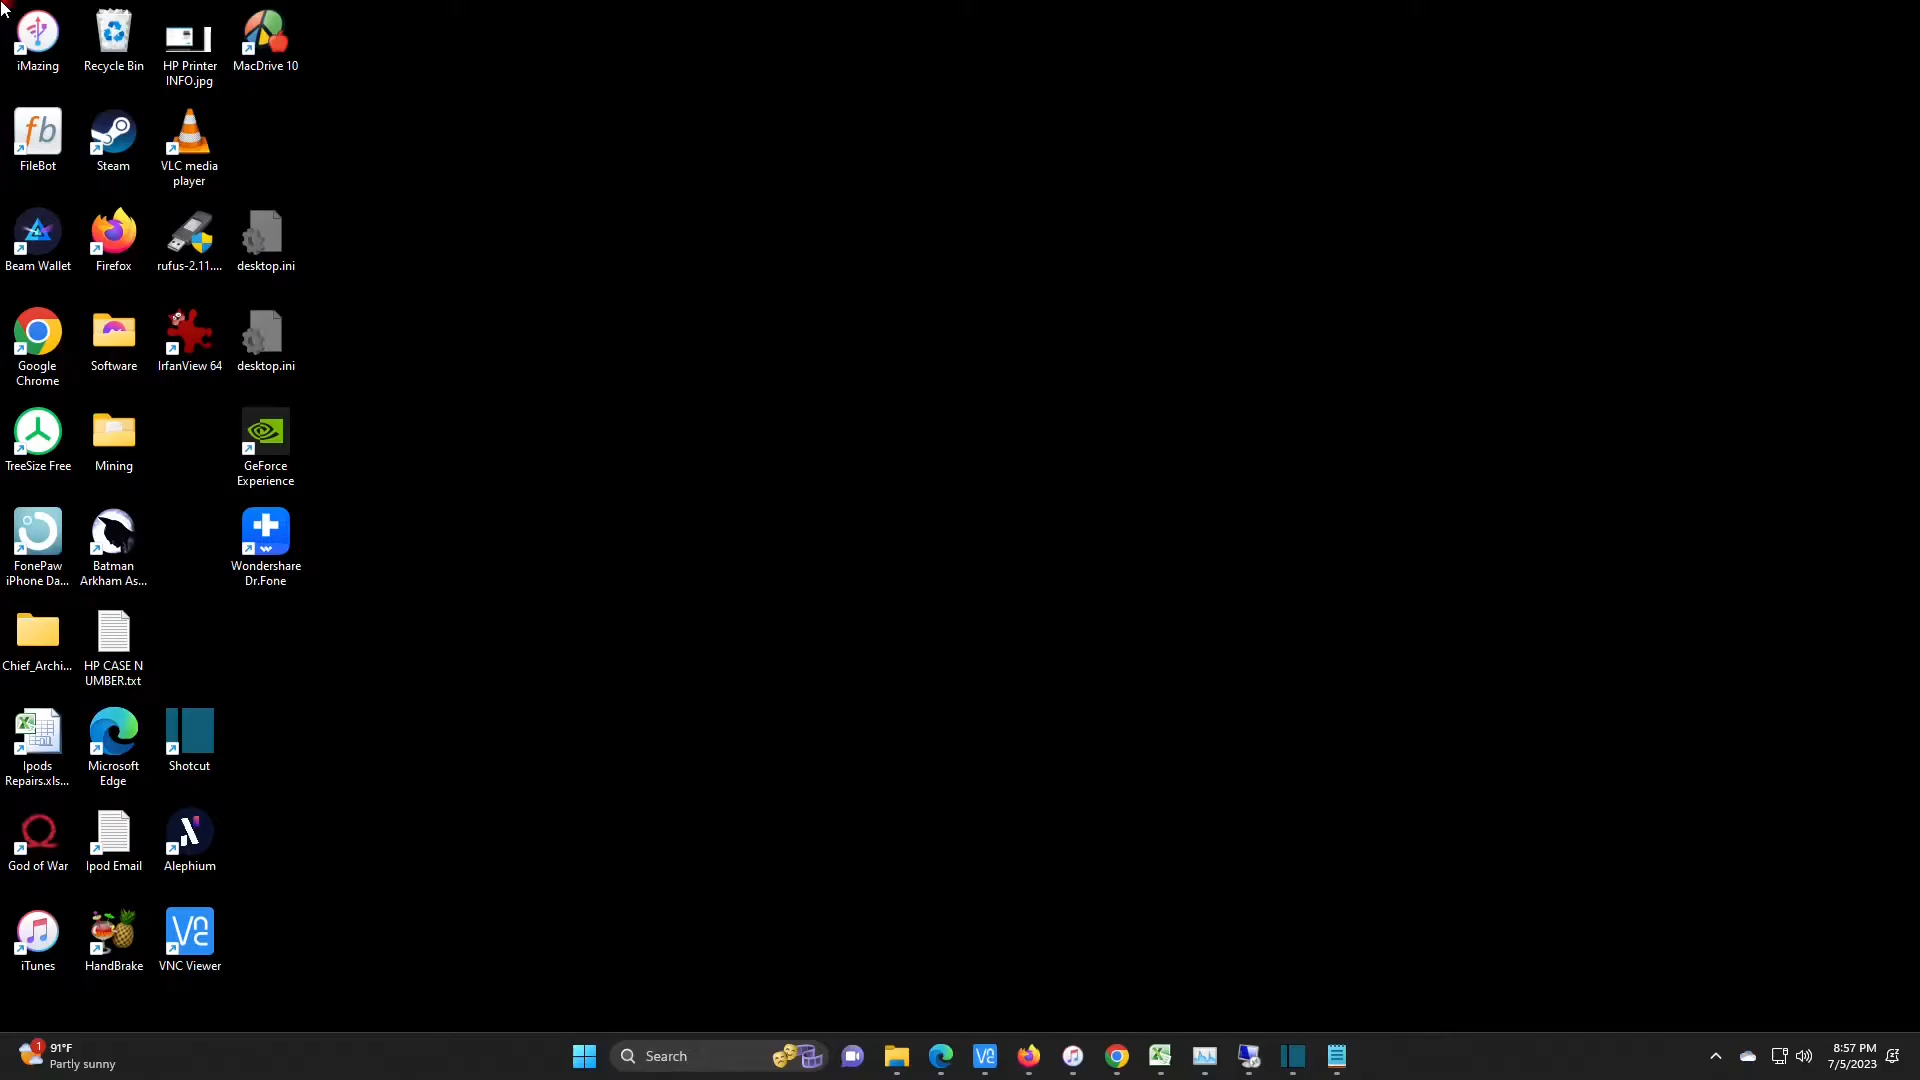 iMazing
Recycle Bin
HP Printer
INFO.jpg
MacDrive 10
fb
FileBot
Steam
VLC media
player
Beam Wallet
Firefox
rufus-2.11....
desktop.ini
Google
Chrome
Software
IrfanView 64
desktop.ini
TreeSize Free
Mining
GeForce
Experience
FonePaw
iPhone Da...
Batman
Arkham As...
Wondershare
Dr.Fone
Chief_Archi...
HP CASE N
UMBER.txt
Ipods
Repairs.xls...
Microsoft
Edge
Shotcut
God of War
Ipod Email
Alephium
iTunes
HandBrake
VNC Viewer
1
91°F
Partly sunny
Search
8:57 PM
7/5/2023